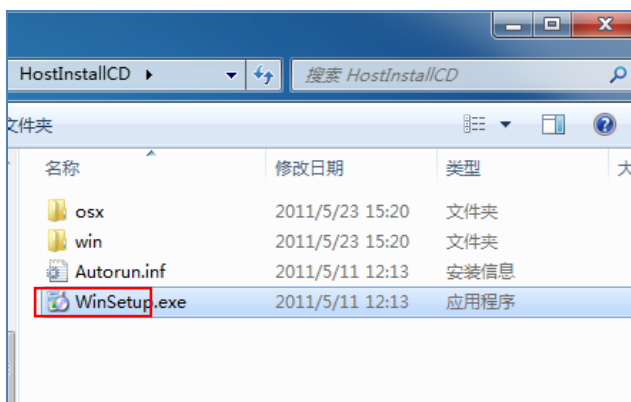 HostInstallCD
搜索 HostInstallCD
文件夹
名称 修改日期 类型 大
osx 2011/5/23 15:20 文件夹
win 2011/5/23 15:20 文件夹
Autorun.inf 2011/5/11 12:13 安装信息
WinSetup.exe 2011/5/11 12:13 应用程序